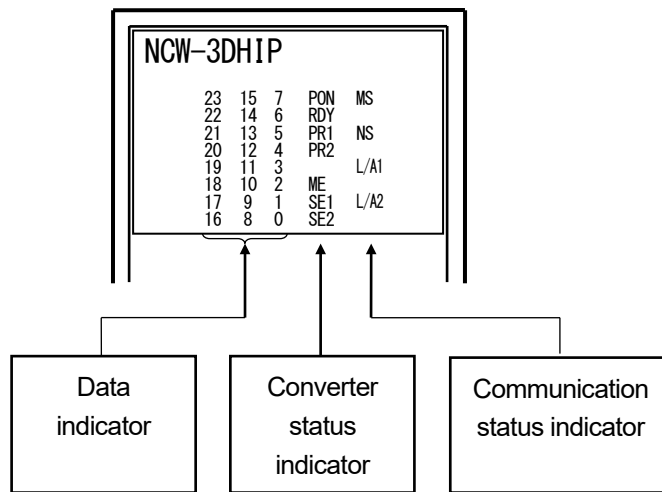 NCW-3DHIP
23 15 7 PON MS
22 14 6 RDY
21 13 5 PR1 NS
20 12 4 PR2
19 11 3 L/A1
18 10 2 ME
17 9 1 SE1 L/A2
16 8 0 SE2
Data
indicator
Converter
status
indicator
Communication
status indicator